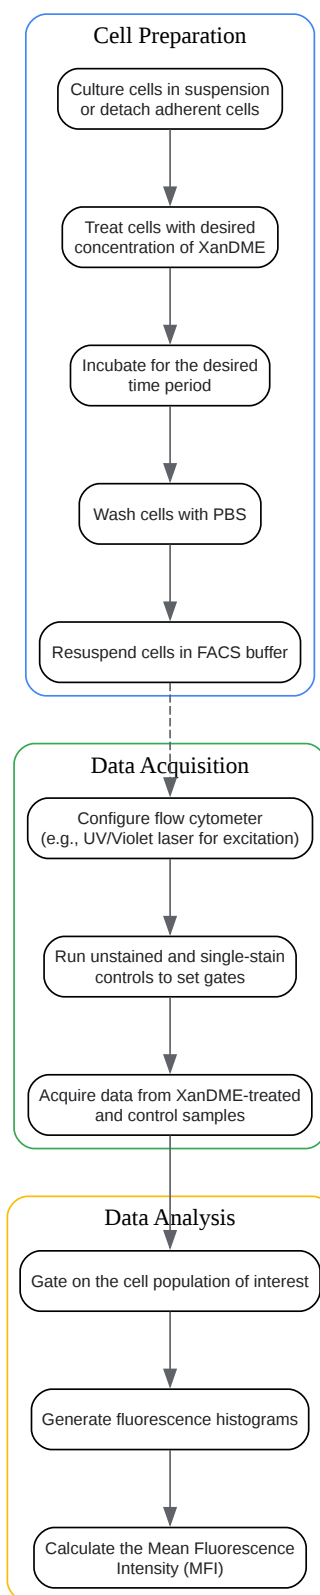 Cell Preparation
Culture cells in suspension
or detach adherent cells
Treat cells with desired
concentration of XanDME
Incubate for the desired
time period
Wash cells with PBS
Resuspend cells in FACS buffer
Data Acquisition
Configure flow cytometer
(e.g., UV/Violet laser for excitation)
Run unstained and single-stain
controls to set gates
Acquire data from XanDME-treated
and control samples
Data Analysis
Gate on the cell population of interest
Generate fluorescence histograms
Calculate the Mean Fluorescence
Intensity (MFI)